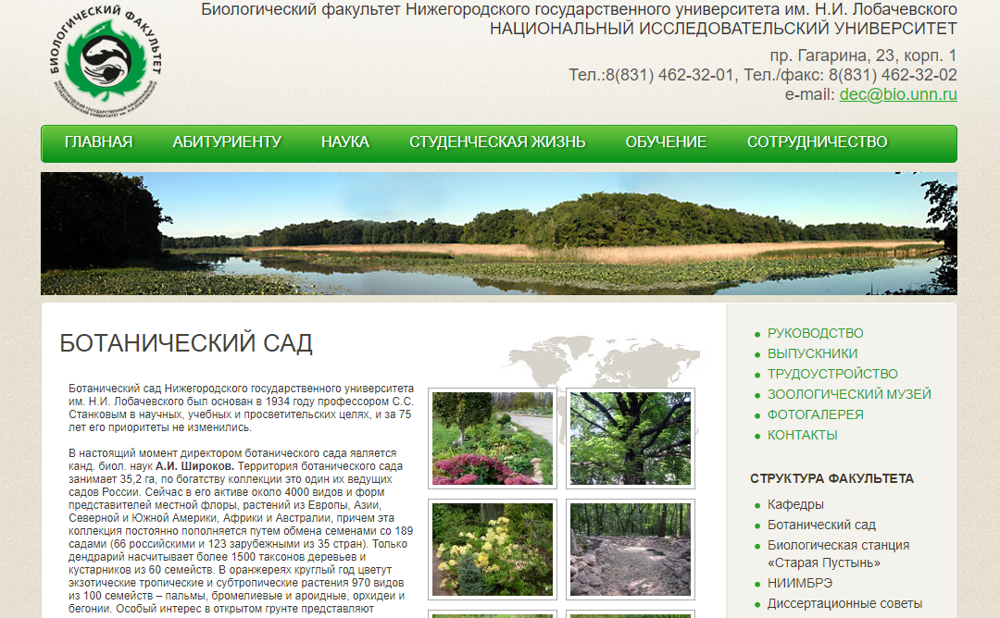 БИОЛОГИЧЕСКИЙ ФАКУЛЬТЕТ
НИЖЕГОРОДСКИЙ ГОСУДАРСТВЕННЫЙ НАЦИОНАЛЬНЫЙ
ИССЛЕДОВАТЕЛЬСКИЙ УНИВЕРСИТЕТ им. Н.И. ЛОБАЧЕВСКОГО
Биологический факультет Нижегородского государственного университета им. Н.И. Лобачевского
НАЦИОНАЛЬНЫЙ ИССЛЕДОВАТЕЛЬСКИЙ УНИВЕРСИТЕТ
пр. Гагарина, 23, корп. 1
Тел.:8(831) 462-32-01, Тел./факс: 8(831) 462-32-02
e-mail: dec@bio.unn.ru
ГЛАВНАЯ АБИТУРИЕНТУ НАУКА СТУДЕНЧЕСКАЯ ЖИЗНЬ ОБУЧЕНИЕ СОТРУДНИЧЕСТВО
БОТАНИЧЕСКИЙ САД
Ботанический сад Нижегородского государственного университета
им. Н.И. Лобачевского был основан в 1934 году профессором С.С.
Станковым в научных, учебных и просветительских целях, и за 75
лет его приоритеты не изменились.
В настоящий момент директором ботанического сада является
канд. биол. наук А.И. Широков. Территория ботанического сада
занимает 35,2 га, по богатству коллекции это один их ведущих
садов России. Сейчас в его активе около 4000 видов и форм
представителей местной флоры, растений из Европы, Азии,
Северной и Южной Америки, Африки и Австралии, причем эта
коллекция постоянно пополняется путем обмена семенами со 189
садами (66 российскими и 123 зарубежными из 35 стран). Только
дендрарий насчитывает более 1500 таксонов деревьев и
кустарников из 60 семейств. В оранжереях круглый год цветут
экзотические тропические и субтропические растения 970 видов
из 100 семейств – пальмы, бромелиевые и ароидные, орхидеи и
бегонии. Особый интерес в открытом грунте представляют
РУКОВОДСТВО
ВЫПУСКНИКИ
ТРУДОУСТРОЙСТВО
ЗООЛОГИЧЕСКИЙ МУЗЕЙ
ФОТОГАЛЕРЕЯ
КОНТАКТЫ
СТРУКТУРА ФАКУЛЬТЕТА
Кафедры
Ботанический сад
Биологическая станция
«Старая Пустынь»
НИИМБРЭ
Диссертационные советы